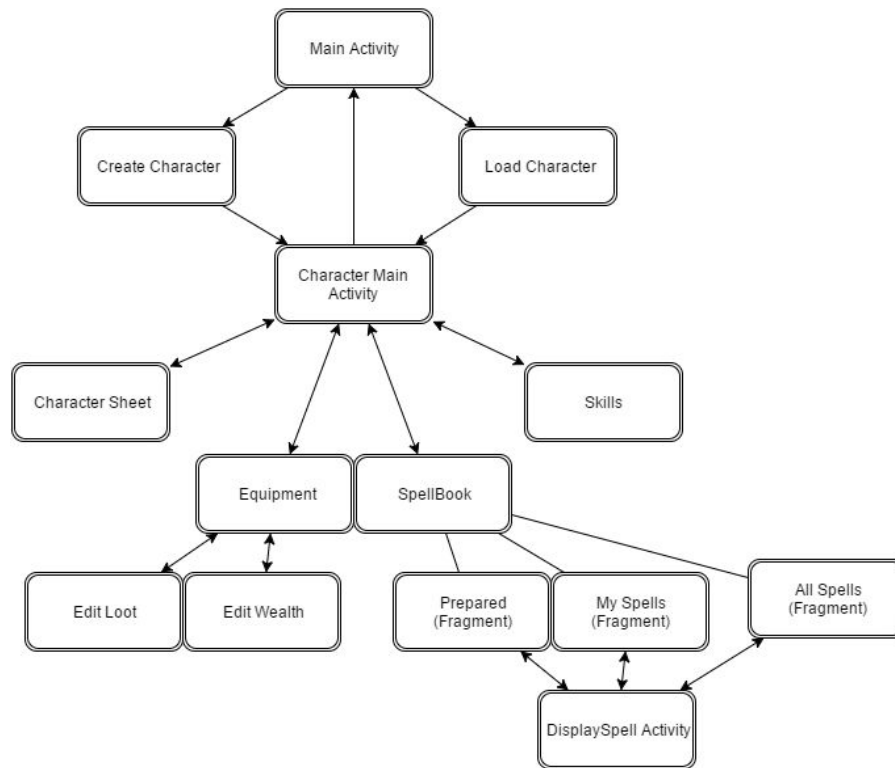 Main Activity
Create Character
Load Character
Character Main
Activity
Character Sheet
Skills
Equipment
SpellBook
Edit Loot
Edit Wealth
Prepared
(Fragment)
My Spells
(Fragment)
All Spells
(Fragment)
DisplaySpell Activity